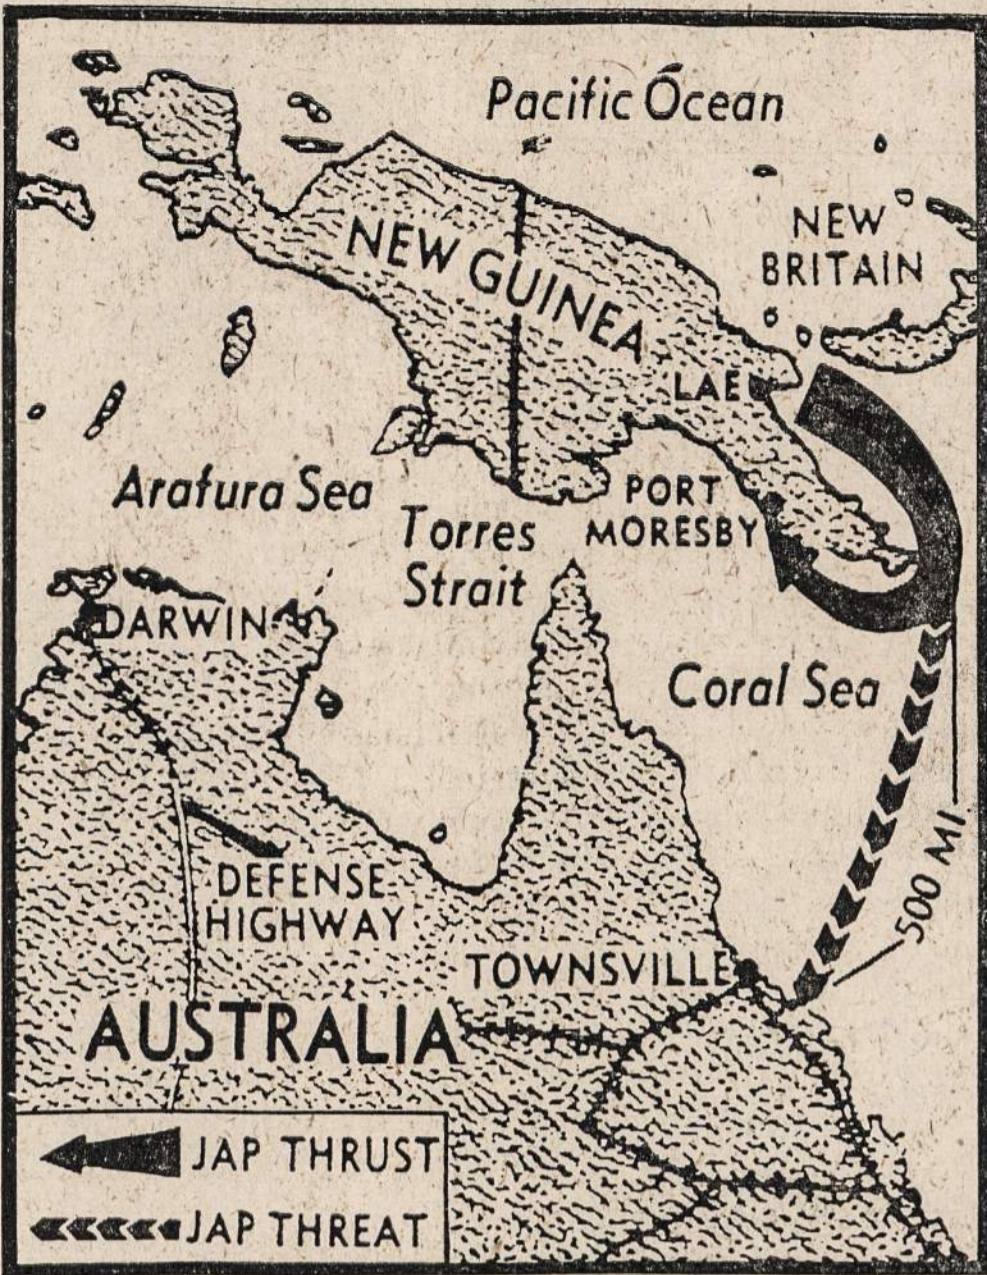 Pacific Ocean
NEW
BRITAIN
NEW GUINEA
LAE
Arafura Sea
PORT
MORESBY
Torres
Strait
DARWIN
Coral Sea
500 MI
DEFENSE
HIGHWAY
TOWNSVILLE
AUSTRALIA
JAP THRUST
JAP THREAT